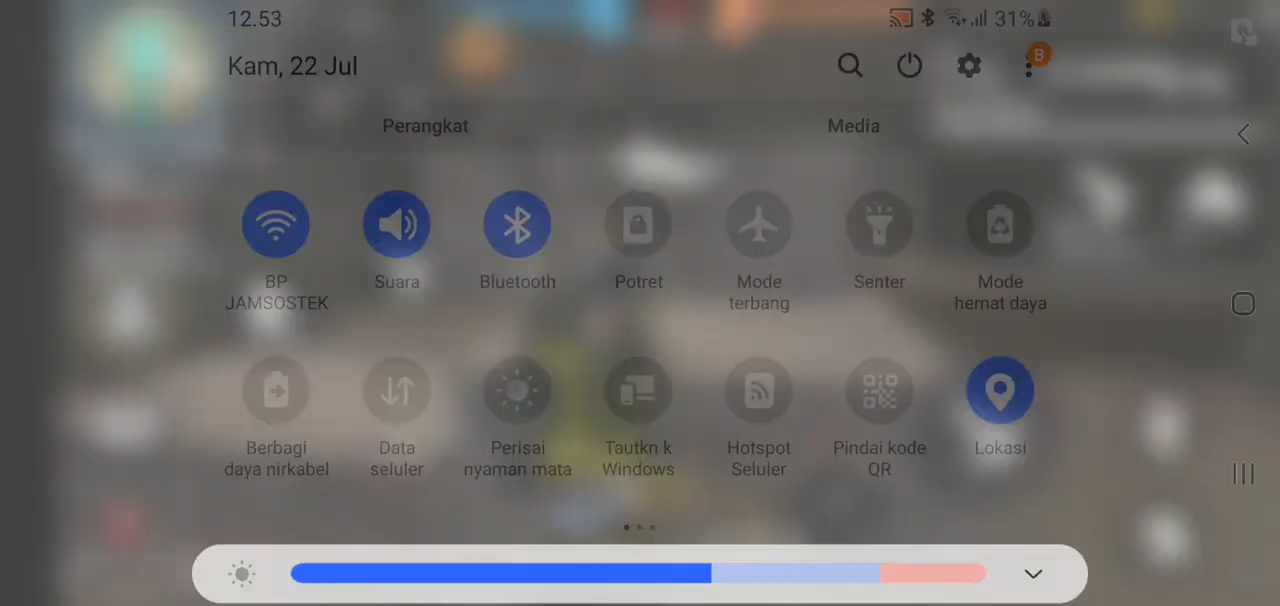 12.53
31%
Kam, 22 Jul
B
Perangkat
Media
BP
JAMSOSTEK
Suara
Bluetooth
Potret
Mode
terbang
Senter
Mode
hemat daya
Berbagi
daya nirkabel
Data
seluler
Perisai
nyaman mata
Tautkn k
Windows
Hotspot
Seluler
Pindai kode
QR
Lokasi